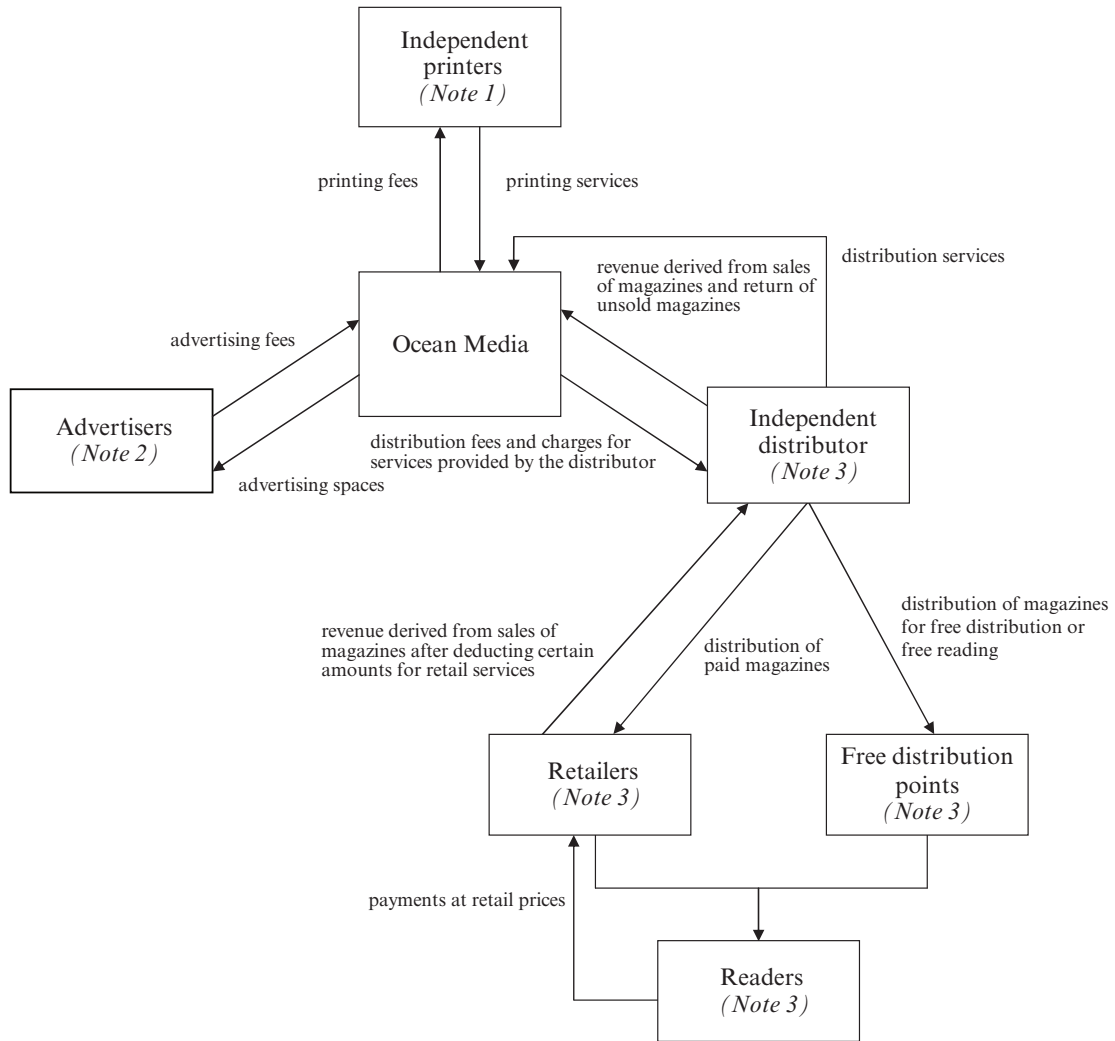 Independent
printers
(Note 1)
printing fees
printing services
distribution services
revenue derived from sales
of magazines and return of
unsold magazines
Ocean Media
advertising fees
Advertisers
(Note 2)
Independent
distributor
(Note 3)
distribution fees and charges for
services provided by the distributor
advertising spaces
distribution of magazines
for free distribution or
free reading
revenue derived from sales of
magazines after deducting certain
amounts for retail services
distribution of
paid magazines
Retailers
(Note 3)
Free distribution
points
(Note 3)
payments at retail prices
Readers
(Note 3)